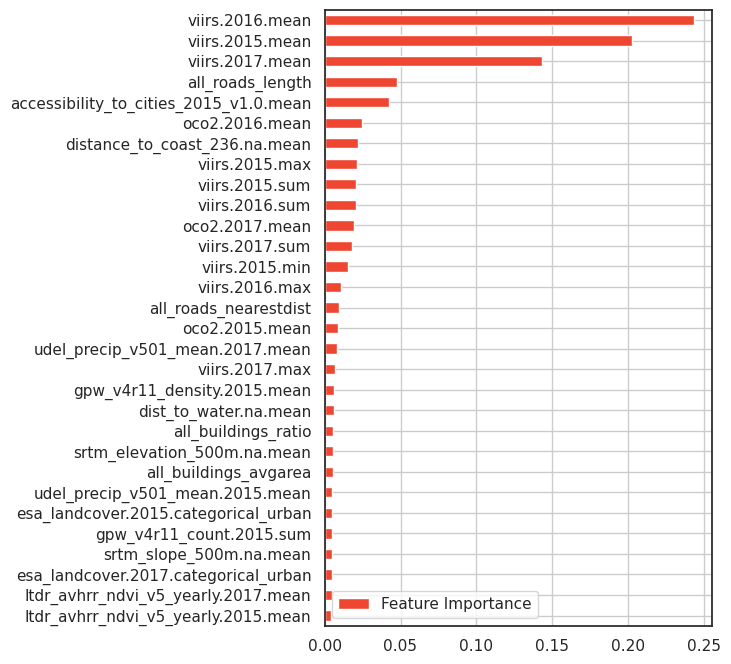 viirs.2016.mean
viirs.2015.mean
viirs.2017.mean
all_roads_length
accessibility_to_cities_2015_v1.0.mean
oco2.2016.mean
distance_to_coast_236.na.mean
viirs.2015.max
viirs.2015.sum
viirs.2016.sum
oco2.2017.mean
viirs.2017.sum
viirs.2015.min
viirs.2016.max
all_roads_nearestdist
oco2.2015.mean
udel_precip_v501_mean.2017.mean
viirs.2017.max
gpw_v4r11_density.2015.mean
dist_to_water.na.mean
all_buildings_ratio
srtm_elevation_500m.na.mean
all_buildings_avgarea
udel_precip_v501_mean.2015.mean
esa_landcover.2015.categorical_urban
gpw_v4r11_count.2015.sum
srtm_slope_500m.na.mean
esa_landcover.2017.categorical_urban
ltdr_avhrr_ndvi_v5_yearly.2017.mean
ltdr_avhrr_ndvi_v5_yearly.2015.mean
Feature Importance
0.00 0.05 0.10 0.15 0.20 0.25